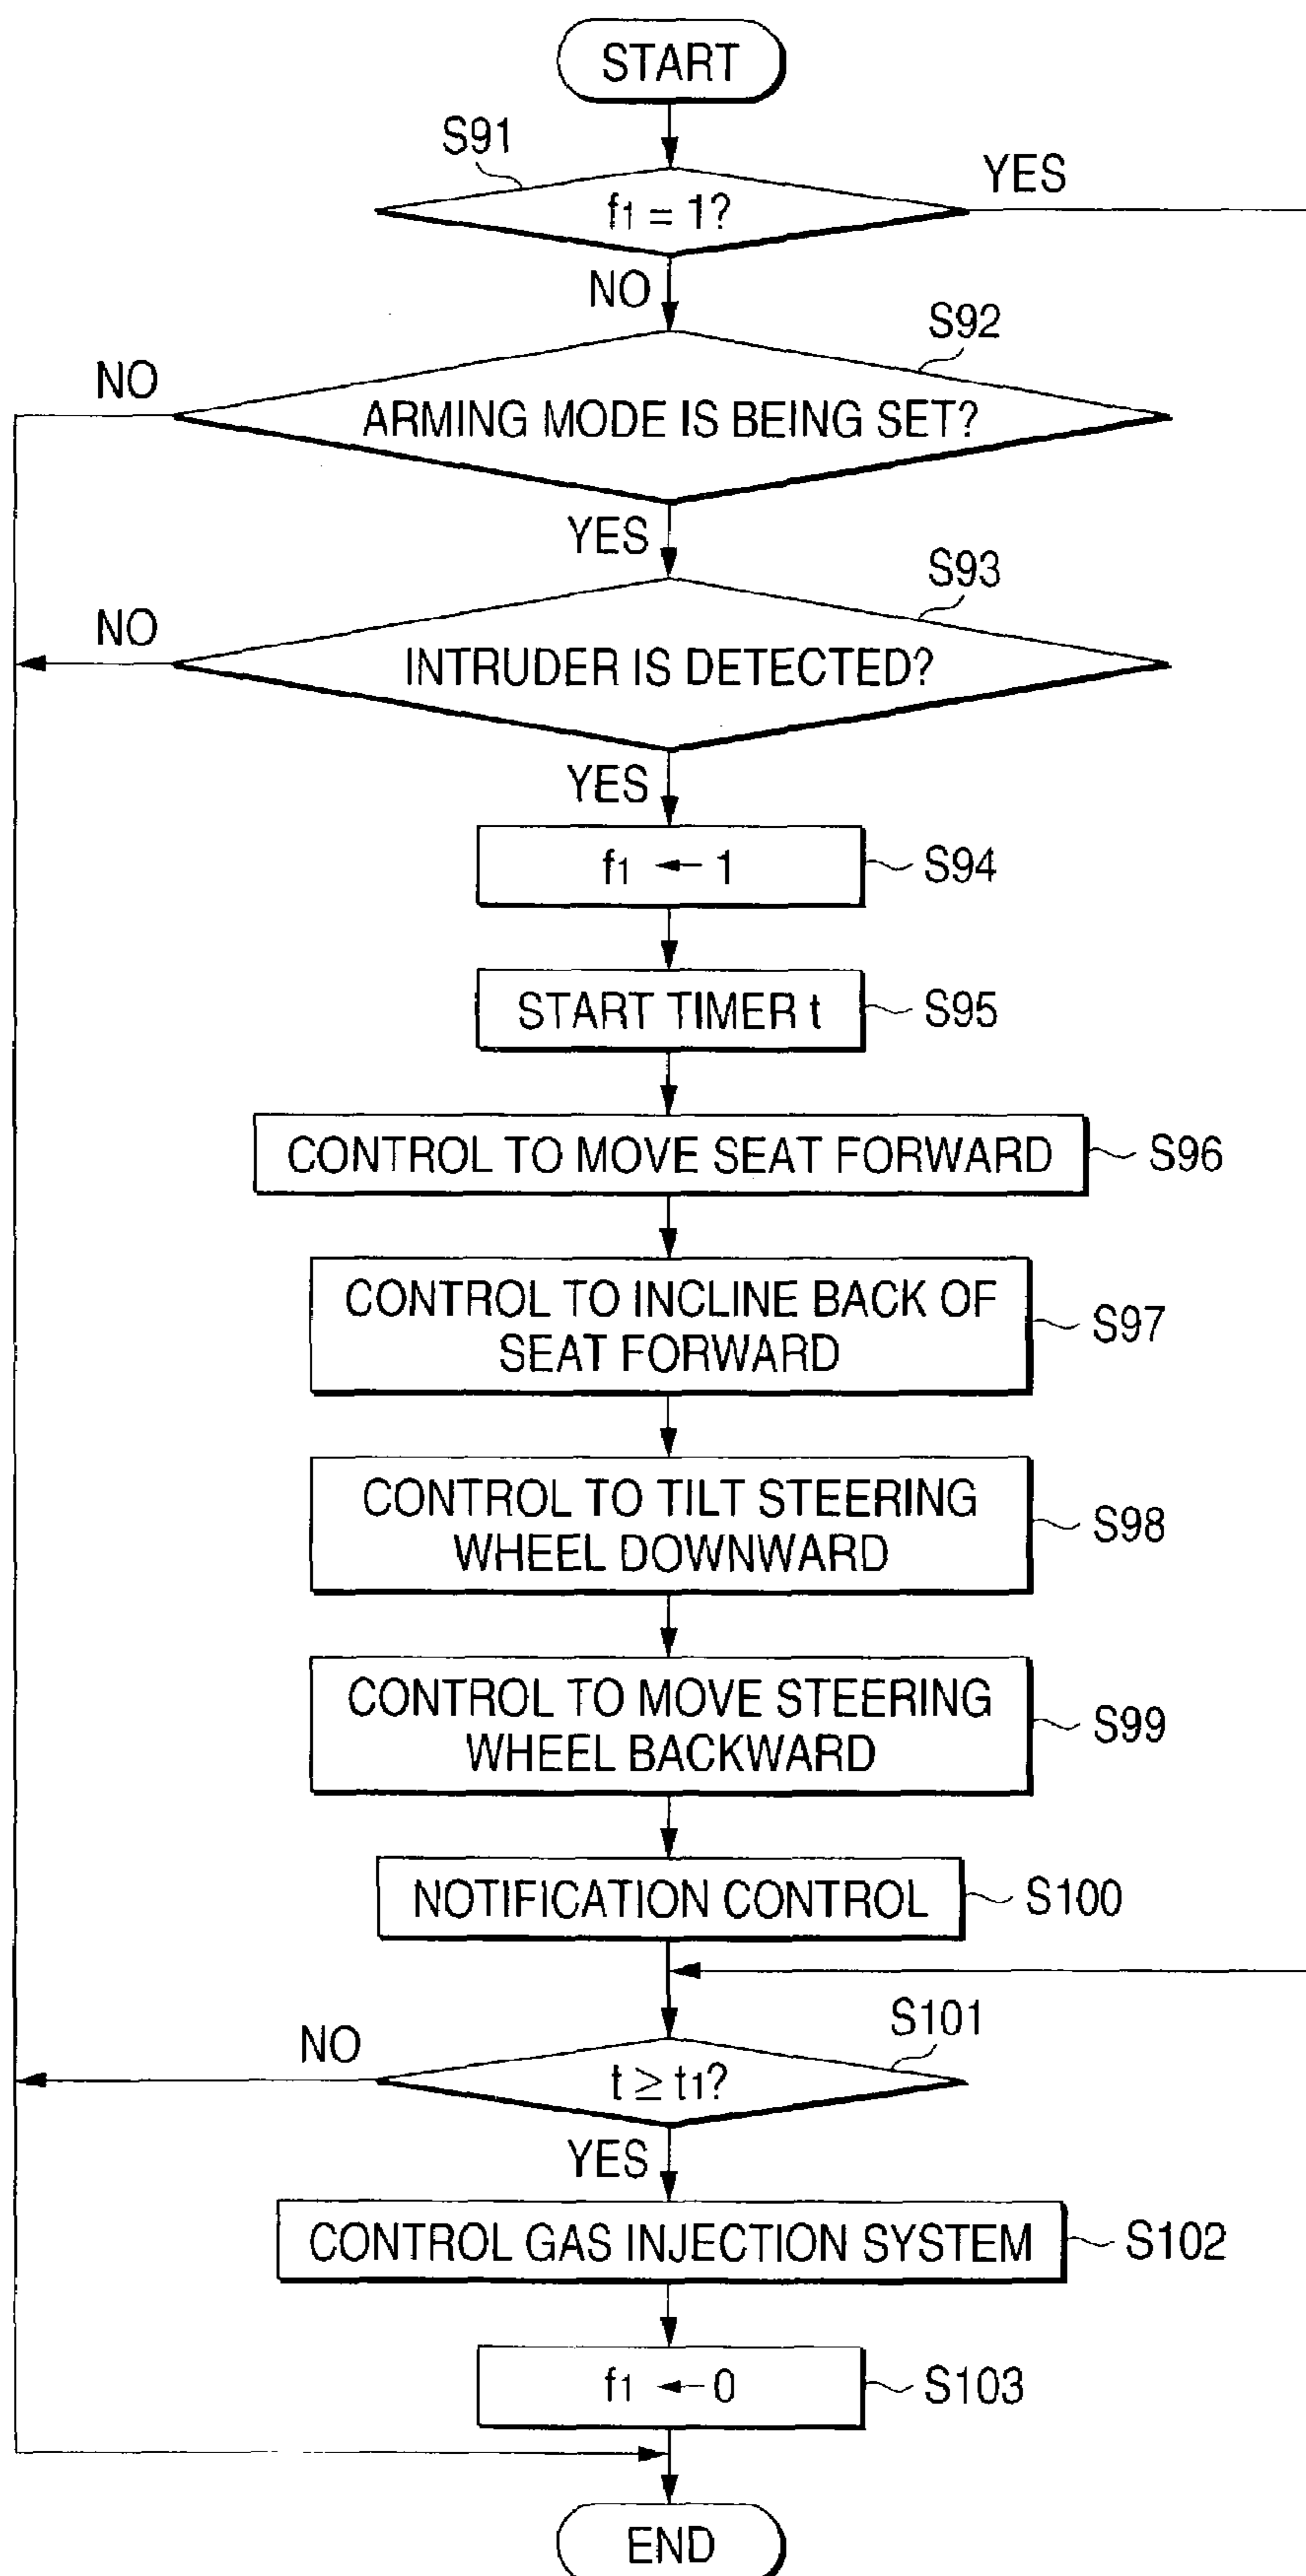 START
S91
YES
f1 = 1?
NO
S92
NO
ARMING MODE IS BEING SET?
YES
S93
NO
INTRUDER IS DETECTED?
YES
f1 ← 1
S94
START TIMER t
S95
CONTROL TO MOVE SEAT FORWARD
S96
CONTROL TO INCLINE BACK OF
SEAT FORWARD
S97
CONTROL TO TILT STEERING
WHEEL DOWNWARD
S98
CONTROL TO MOVE STEERING
WHEEL BACKWARD
S99
NOTIFICATION CONTROL
S100
S101
NO
t ≥ t1?
YES
CONTROL GAS INJECTION SYSTEM
S102
f1 ← 0
S103
END